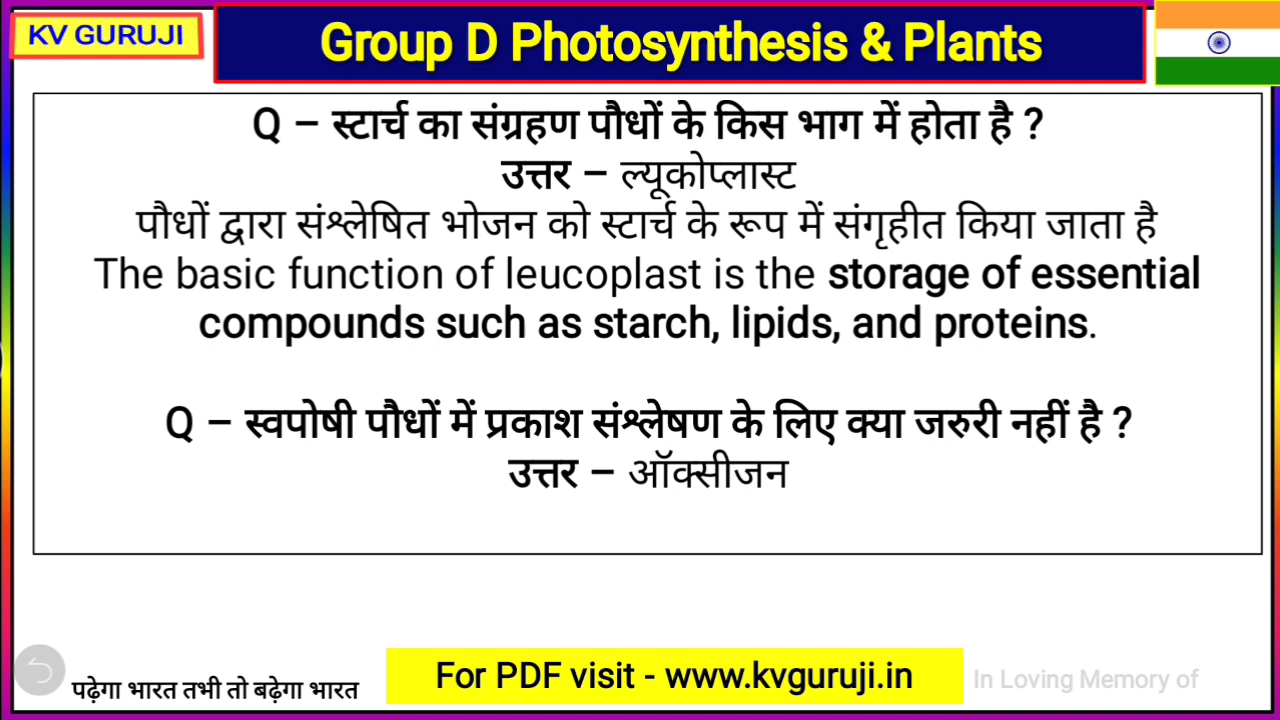 KV GURUJI
Group D Photosynthesis & Plants
Q – स्टार्च का संग्रहण पौधों के किस भाग में होता है ?
उत्तर – ल्यूकोप्लास्ट
पौधों द्वारा संश्लेषित भोजन को स्टार्च के रूप में संगृहीत किया जाता है
The basic function of leucoplast is the storage of essential
compounds such as starch, lipids, and proteins.
Q – स्वपोषी पौधों में प्रकाश संश्लेषण के लिए क्या जरुरी नहीं है ?
उत्तर – ऑक्सीजन
पढ़ेगा भारत तभी तो बढ़ेगा भारत
For PDF visit - www.kvguruji.in
In Loving Memory of